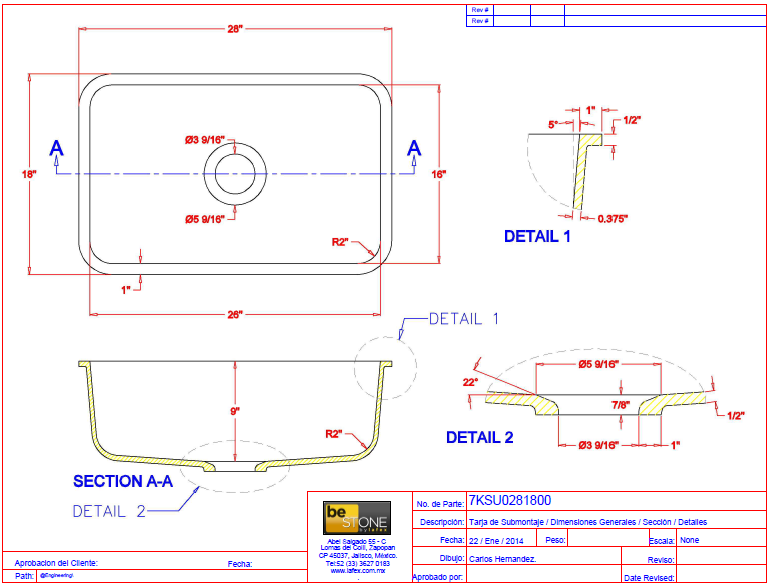 Rev #
Rev #
28"
A
A
Ø3 9/16"
18"
16"
Ø5 9/16"
R2"
1"
26"
1"
5°
1/2"
0.375"
DETAIL 1
DETAIL 1
9"
R2"
SECTION A-A
DETAIL 2
Ø5 9/16"
22°
7/8"
1/2"
Ø3 9/16"
1"
DETAIL 2
be
STONE
by lafex
Abel Salgado 55 - C
Lomas del Colli, Zapopan
CP 45037, Jalisco, México.
Tel:52 (33) 3627 0183
www.lafex.com.mx
No. de Parte: 7KSU0281800
Descripción: Tarja de Submontaje / Dimensiones Generales / Sección / Detalles
Fecha: 22 / Ene / 2014 Peso: Escala: None
Dibujo: Carlos Hernandez. Reviso:
Aprobado por: Date Revised:
Aprobacion del Cliente: Fecha:
Path: @Engineering\